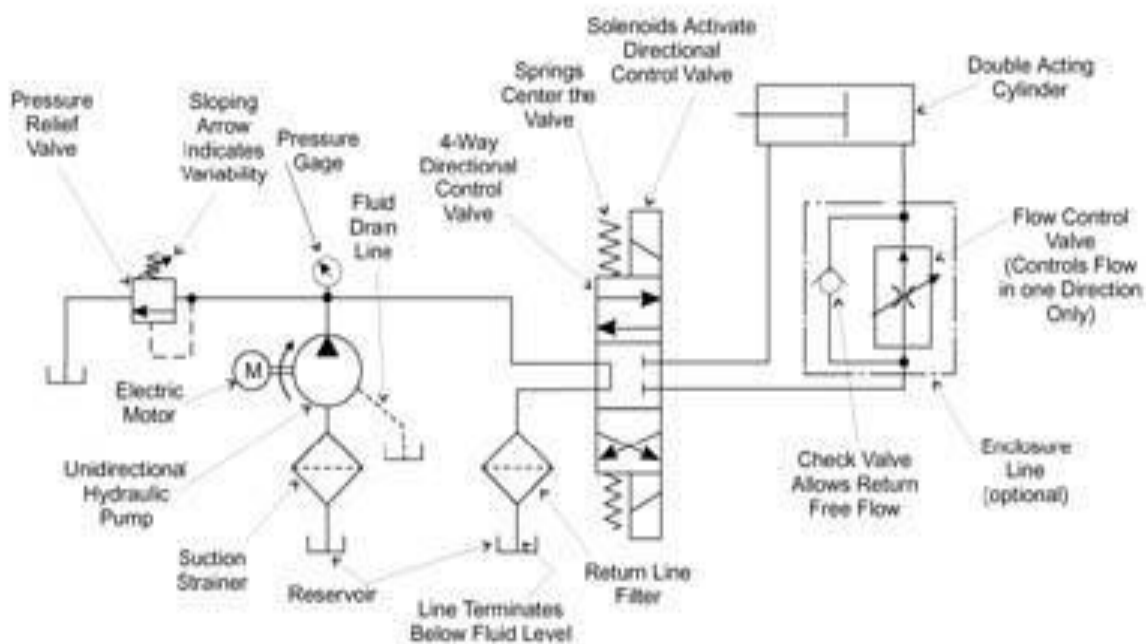 Solenoids Activate
Directional
Control Valve
Springs
Center the
Valve
Double Acting
Cylinder
Pressure
Relief
Valve
Sloping
Arrow
Indicates
Variability
Pressure
Gage
4-Way
Directional
Control
Valve
Fluid
Drain
Line
Flow Control
Valve
(Controls Flow
in one Direction
Only)
M
Electric
Motor
Unidirectional
Hydraulic
Pump
Check Valve
Allows Return
Free Flow
Enclosure
Line
(optional)
Suction
Strainer
Reservoir
Line Terminates
Below Fluid Level
Return Line
Filter